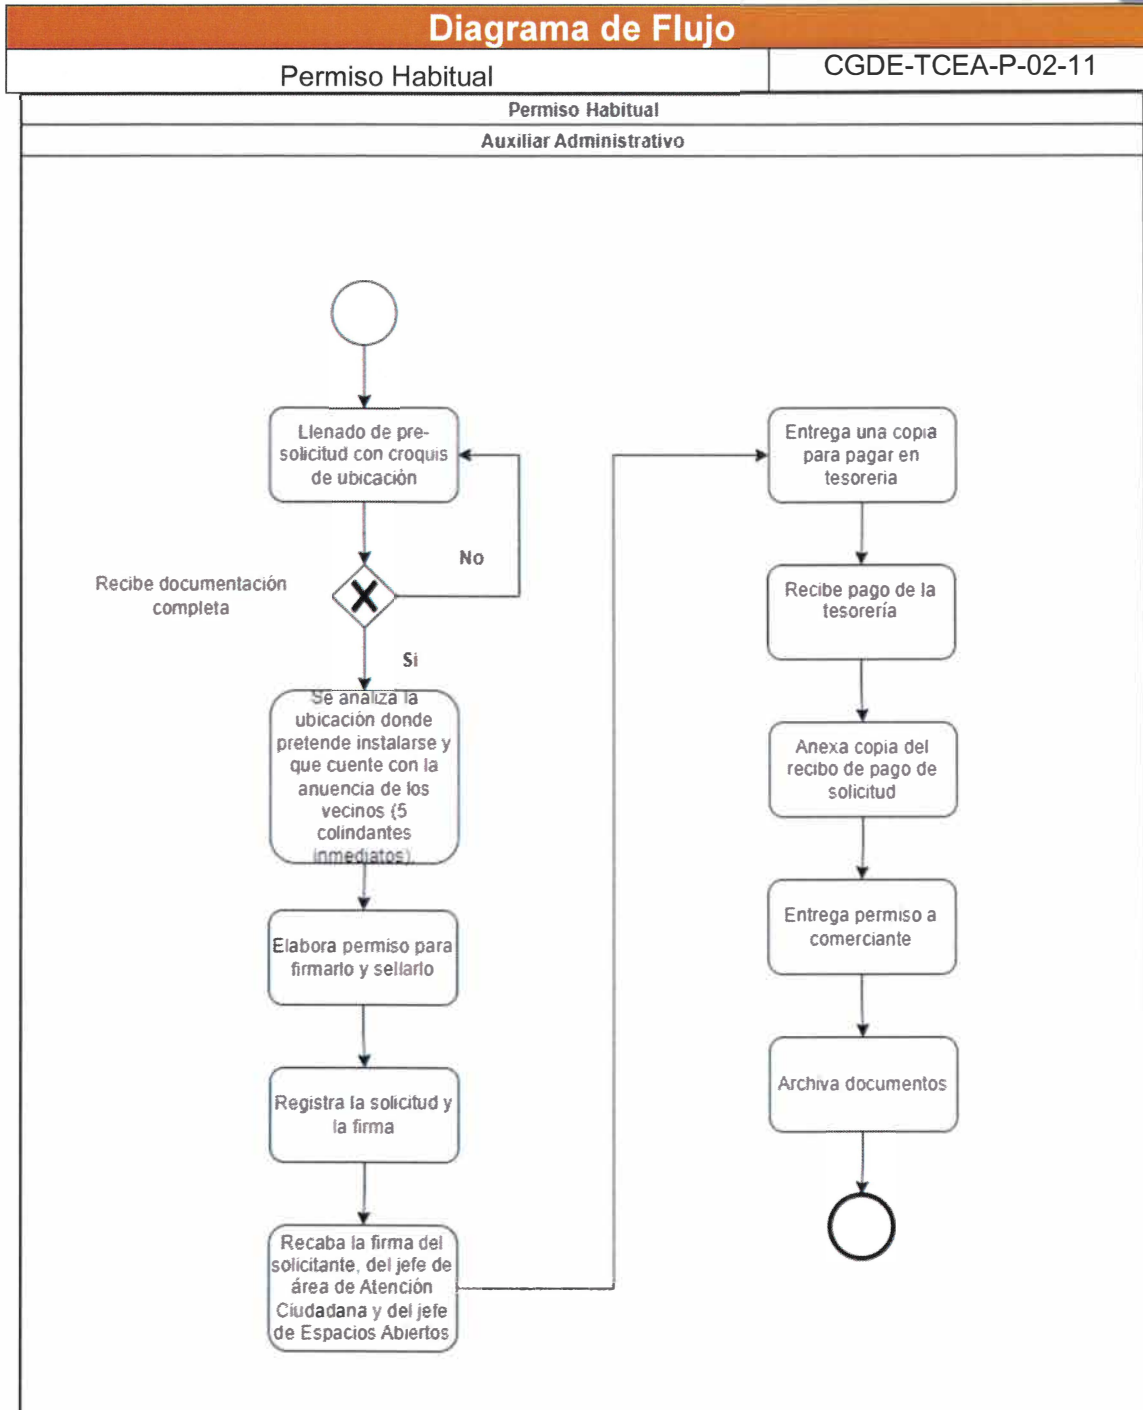 Diagrama de Flujo
Permiso Habitual
CGDE-TCEA-P-02-11
Permiso Habitual
Auxiliar Administrativo
Llenado de pre-
solicitud con croquis
de ubicación
No
Recibe documentación
completa
Si
Se analiza la
ubicación donde
pretende instalarse y
que cuente con la
anuencia de los
vecinos (5
colindantes
inmediatos).
Elabora permiso para
firmarlo y sellarlo
Registra la solicitud y
la firma
Recaba la firma del
solicitante, del jefe de
área de Atención
Ciudadana y del jefe
de Espacios Abiertos
Entrega una copia
para pagar en
tesoreria
Recibe pago de la
tesorería
Anexa copia del
recibo de pago de
solicitud
Entrega permiso a
comerciante
Archiva documentos